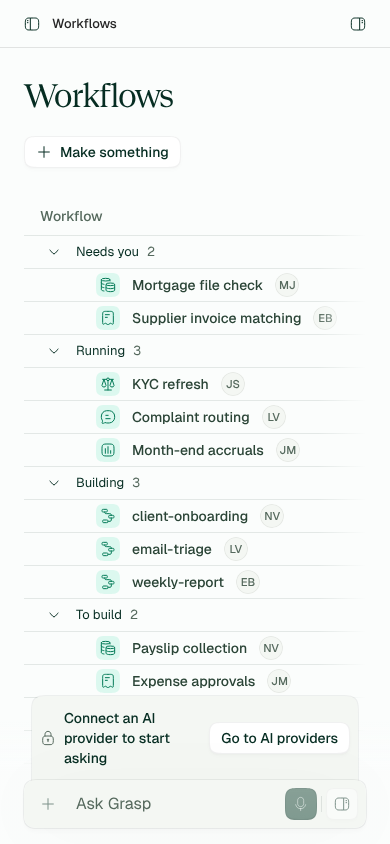 Workflows
Workflows
Make something
Workflow
Needs you 2
Mortgage file check MJ
Supplier invoice matching EB
Running 3
KYC refresh JS
Complaint routing LV
Month-end accruals JM
Building 3
client-onboarding NV
email-triage LV
weekly-report EB
To build 2
Payslip collection NV
Expense approvals JM
Connect an AI
provider to start
asking
Go to AI providers
Ask Grasp